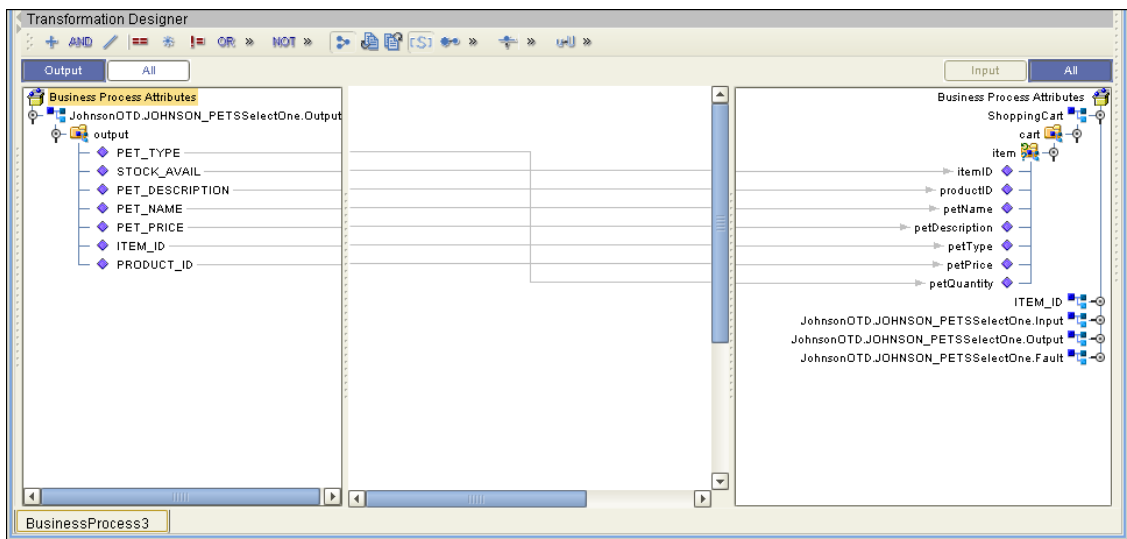 Transformation Designer
AND == != OR » NOT » {S} » » »
Output All Input All
Business Process Attributes
JohnsonOTD.JOHNSON_PETSSelectOne.Output
output
PET_TYPE
STOCK_AVAIL
PET_DESCRIPTION
PET_NAME
PET_PRICE
ITEM_ID
PRODUCT_ID
Business Process Attributes
ShoppingCart
cart
item
itemID
productID
petName
petDescription
petType
petPrice
petQuantity
ITEM_ID
JohnsonOTD.JOHNSON_PETSSelectOne.Input
JohnsonOTD.JOHNSON_PETSSelectOne.Output
JohnsonOTD.JOHNSON_PETSSelectOne.Fault
BusinessProcess3